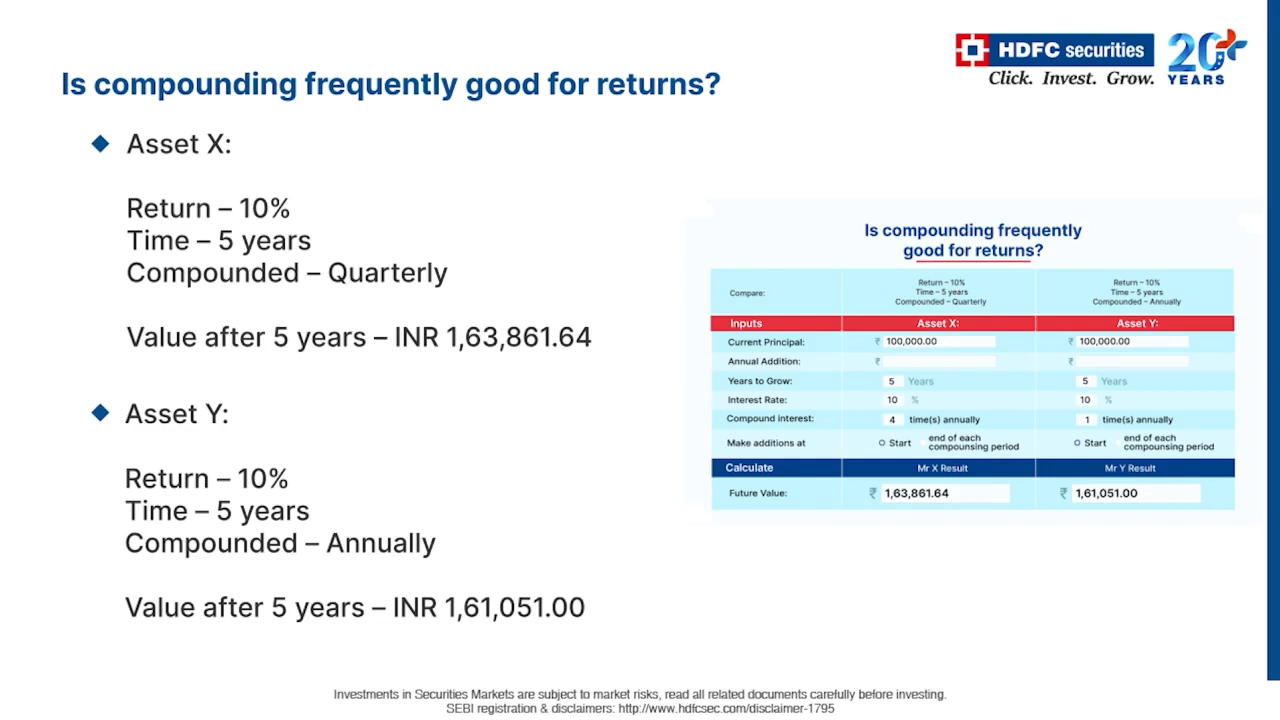 HDFC securities
Click. Invest. Grow.
20+
YEARS
Is compounding frequently good for returns?
Asset X:
Return – 10%
Time – 5 years
Compounded – Quarterly
Value after 5 years – INR 1,63,861.64
Asset Y:
Return – 10%
Time – 5 years
Compounded – Annually
Value after 5 years – INR 1,61,051.00
Is compounding frequently
good for returns?
Compare:
Return – 10%
Time – 5 years
Compounded – Quarterly
Return – 10%
Time – 5 years
Compounded – Annually
Inputs Asset X: Asset Y:
Current Principal: ₹ 100,000.00 ₹ 100,000.00
Annual Addition: ₹ ₹
Years to Grow: 5 Years 5 Years
Interest Rate: 10 % 10 %
Compound interest: 4 time(s) annually 1 time(s) annually
Make additions at
Start
end of each
compounsing period
Start
end of each
compounsing period
Calculate Mr X Result Mr Y Result
Future Value: ₹ 1,63,861.64 ₹ 1,61,051.00
Investments in Securities Markets are subject to market risks, read all related documents carefully before investing.
SEBI registration & disclaimers: http://www.hdfcsec.com/disclaimer-1795